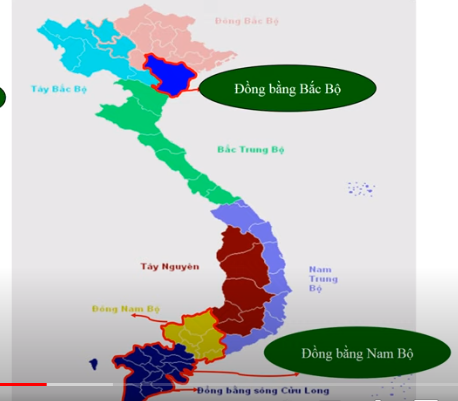 Đông Bắc Bộ
Tây Bắc Bộ
Đồng bằng Bắc Bộ
Bắc Trung Bộ
Tây Nguyên
Nam
Trung
Bộ
Đông Nam Bộ
Đồng bằng Nam Bộ
Đồng bằng sông Cửu Long